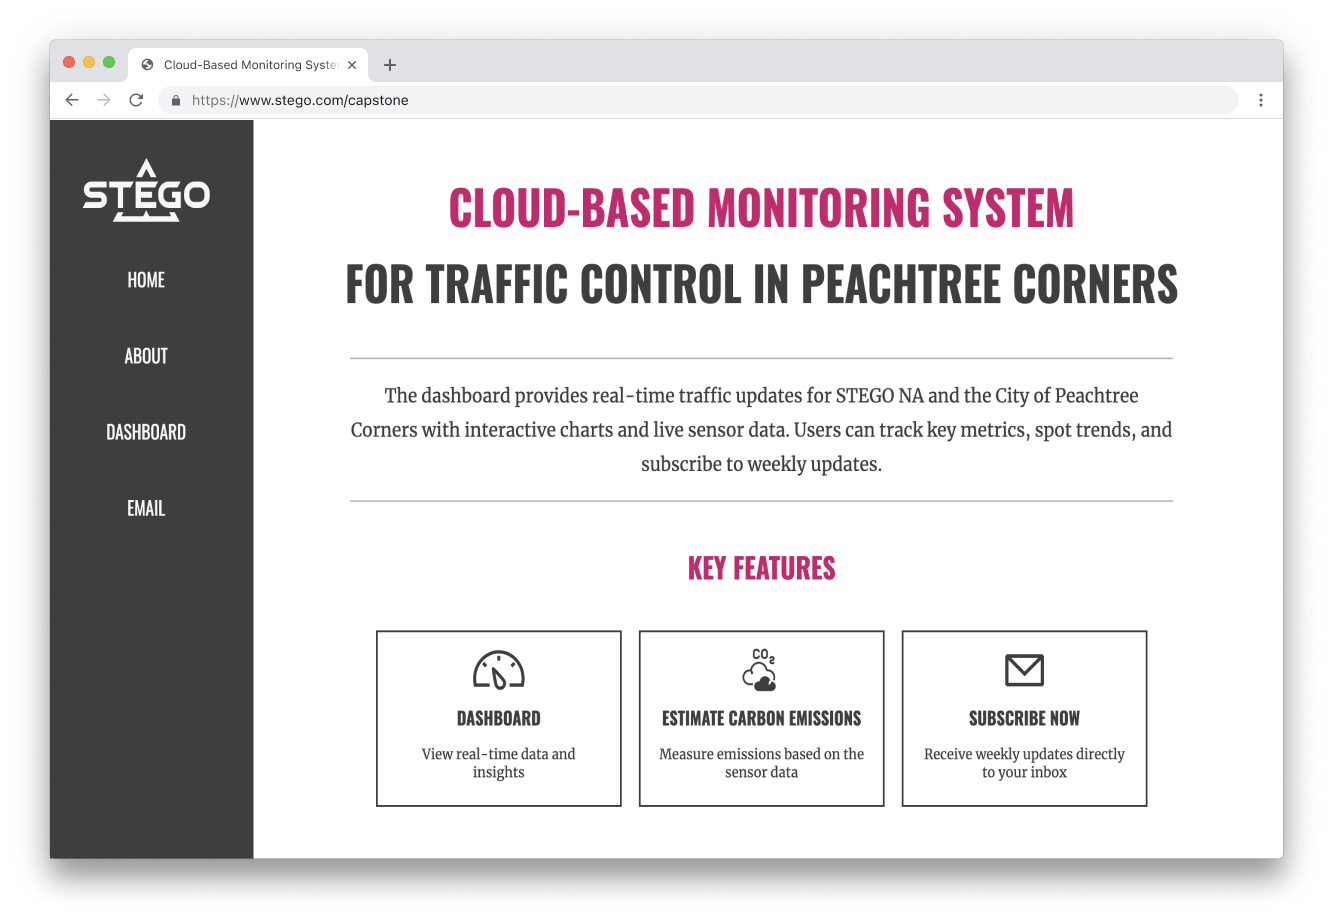 Cloud-Based Monitoring Syste
https://www.stego.com/capstone
STEGO
HOME
ABOUT
DASHBOARD
EMAIL
CLOUD-BASED MONITORING SYSTEM
FOR TRAFFIC CONTROL IN PEACHTREE CORNERS
The dashboard provides real-time traffic updates for STEGO NA and the City of Peachtree
Corners with interactive charts and live sensor data. Users can track key metrics, spot trends, and
subscribe to weekly updates.
KEY FEATURES
DASHBOARD
View real-time data and
insights
CO₂
ESTIMATE CARBON EMISSIONS
Measure emissions based on the
sensor data
SUBSCRIBE NOW
Receive weekly updates directly
to your inbox